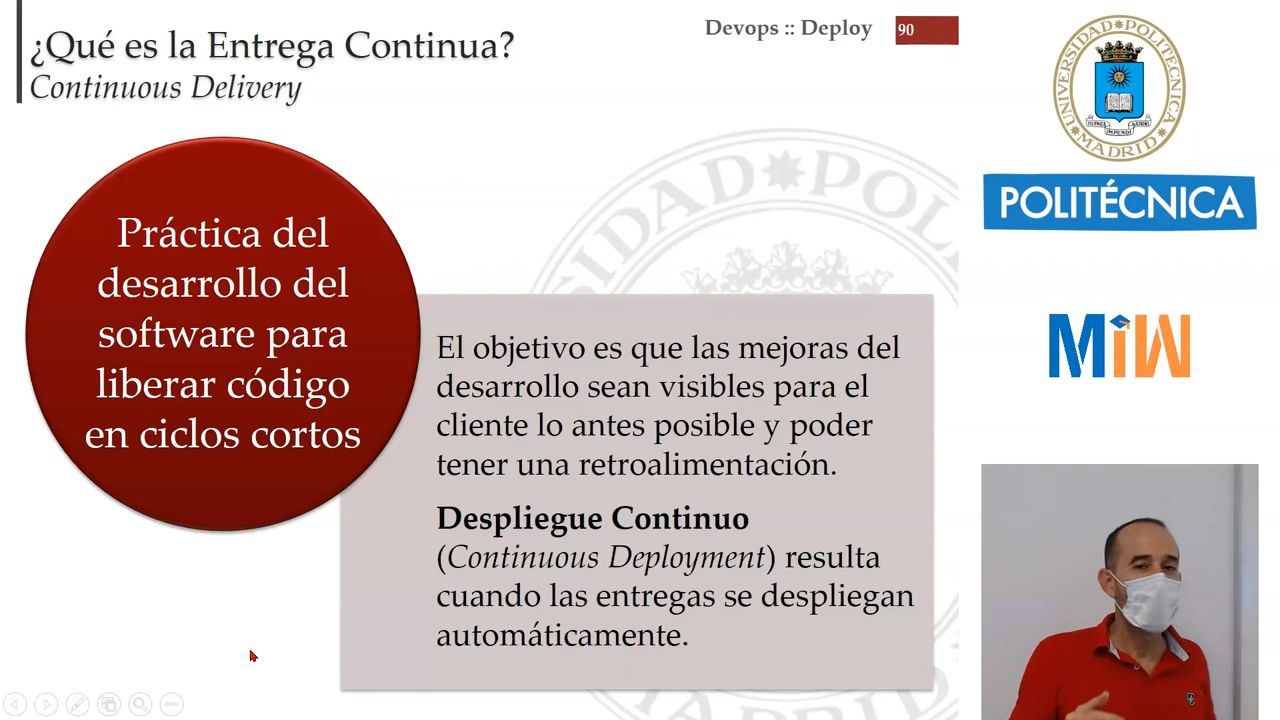 ¿Qué es la Entrega Continua?
Continuous Delivery
Devops :: Deploy
90
Práctica del
desarrollo del
software para
liberar código
en ciclos cortos
El objetivo es que las mejoras del
desarrollo sean visibles para el
cliente lo antes posible y poder
tener una retroalimentación.
Despliegue Continuo
(Continuous Deployment) resulta
cuando las entregas se despliegan
automáticamente.
UNIVERSIDAD POLITÉCNICA
MADRID
POLITÉCNICA
MiW